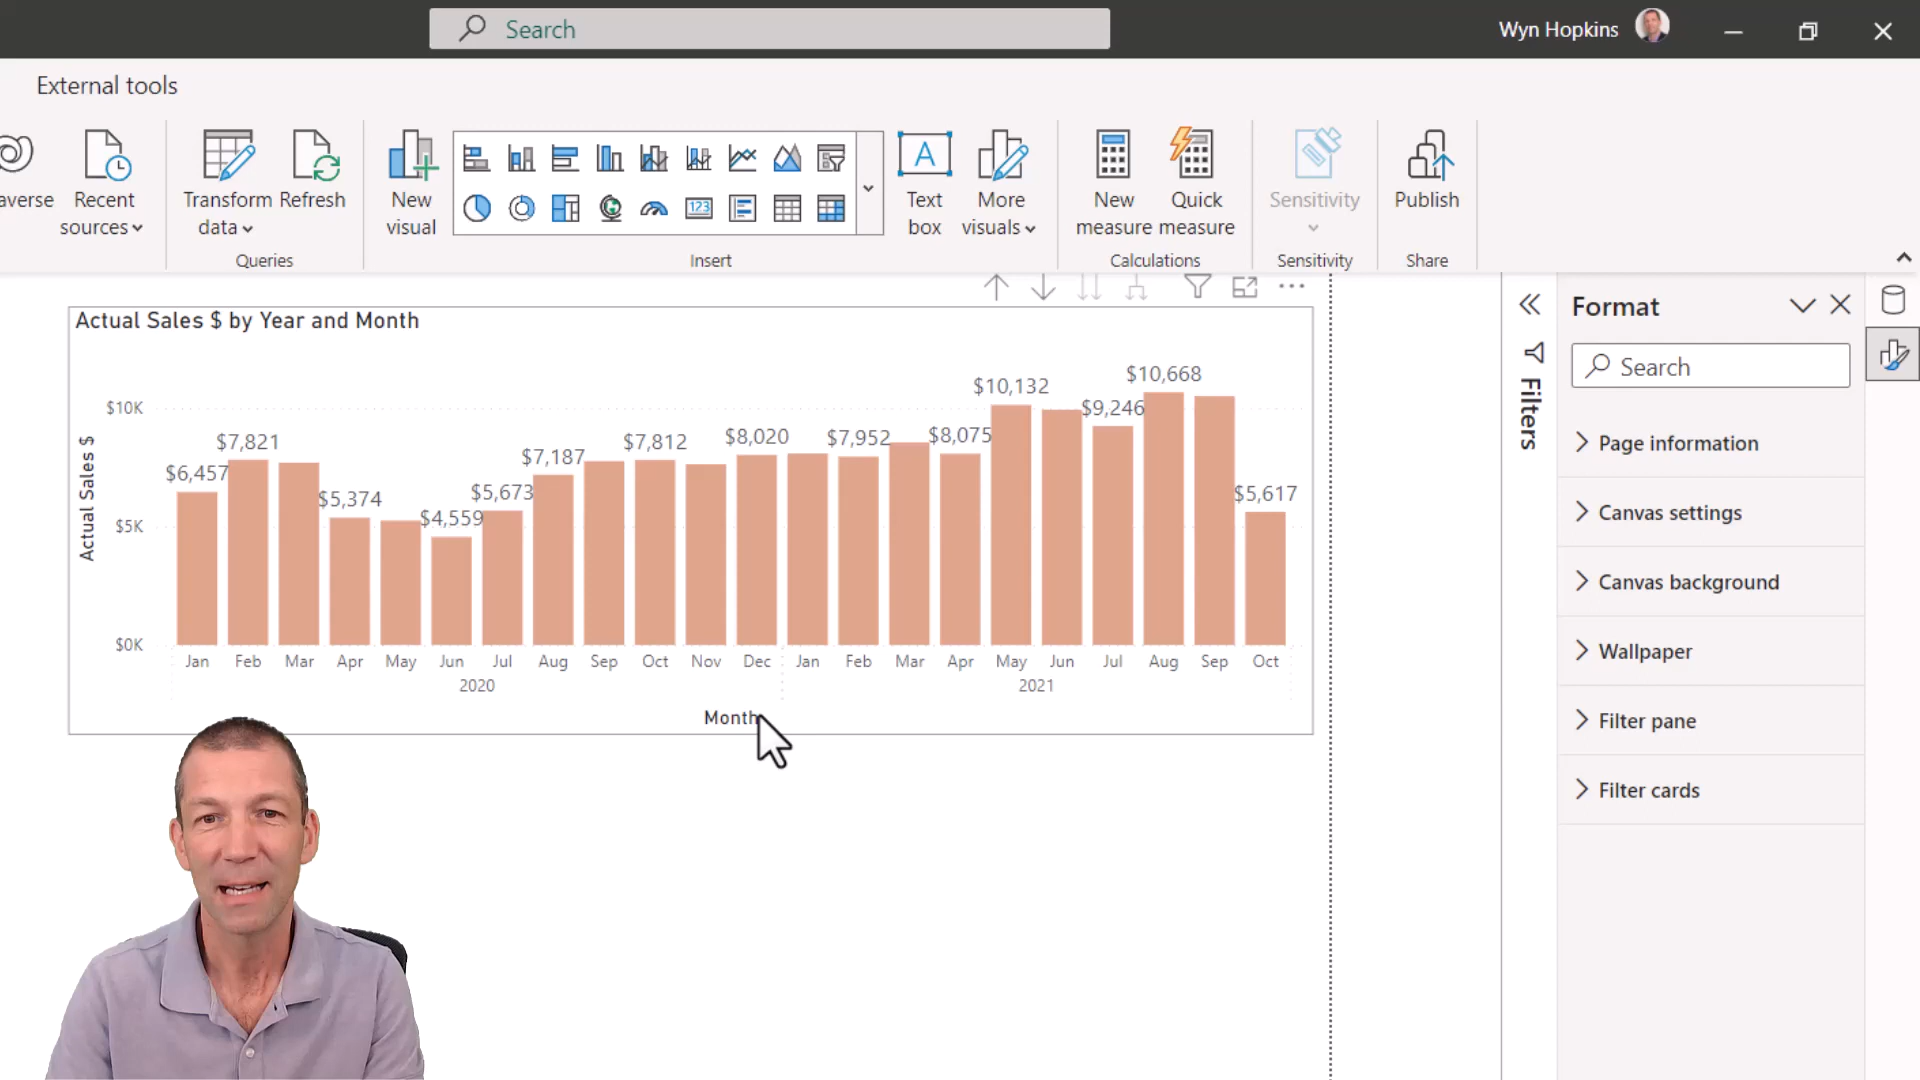 Search
Wyn Hopkins
External tools
averse
Recent
sources
Transform
data
Refresh
Queries
New
visual
123
Insert
A
Text
box
More
visuals
New
measure
Quick
measure
Calculations
Sensitivity
Sensitivity
Publish
Share
Actual Sales $ by Year and Month
Actual Sales $
$10K
$5K
$0K
$6,457
$7,821
$5,374
$4,559
$5,673
$7,187
$7,812
$8,020
$7,952
$8,075
$10,132
$9,246
$10,668
$5,617
Jan Feb Mar Apr May Jun Jul Aug Sep Oct Nov Dec Jan Feb Mar Apr May Jun Jul Aug Sep Oct
2020 2021
Month
Filters
Format
Search
Page information
Canvas settings
Canvas background
Wallpaper
Filter pane
Filter cards